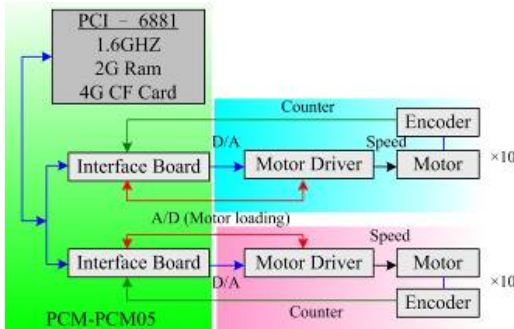 PCI - 6881
1.6GHZ
2G Ram
4G CF Card
Counter
Encoder
D/A
Speed
Interface Board
Motor Driver
Motor
×10
A/D (Motor loading)
Speed
Interface Board
Motor Driver
Motor
×10
D/A
Counter
Encoder
PCM-PCM05